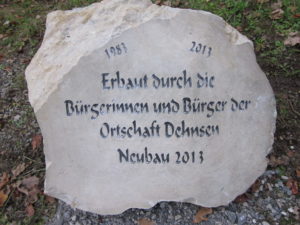 1983 2013
Erbaut durch die
Bürgerinnen und Bürger der
Ortschaft Dehnsen
Neubau 2013